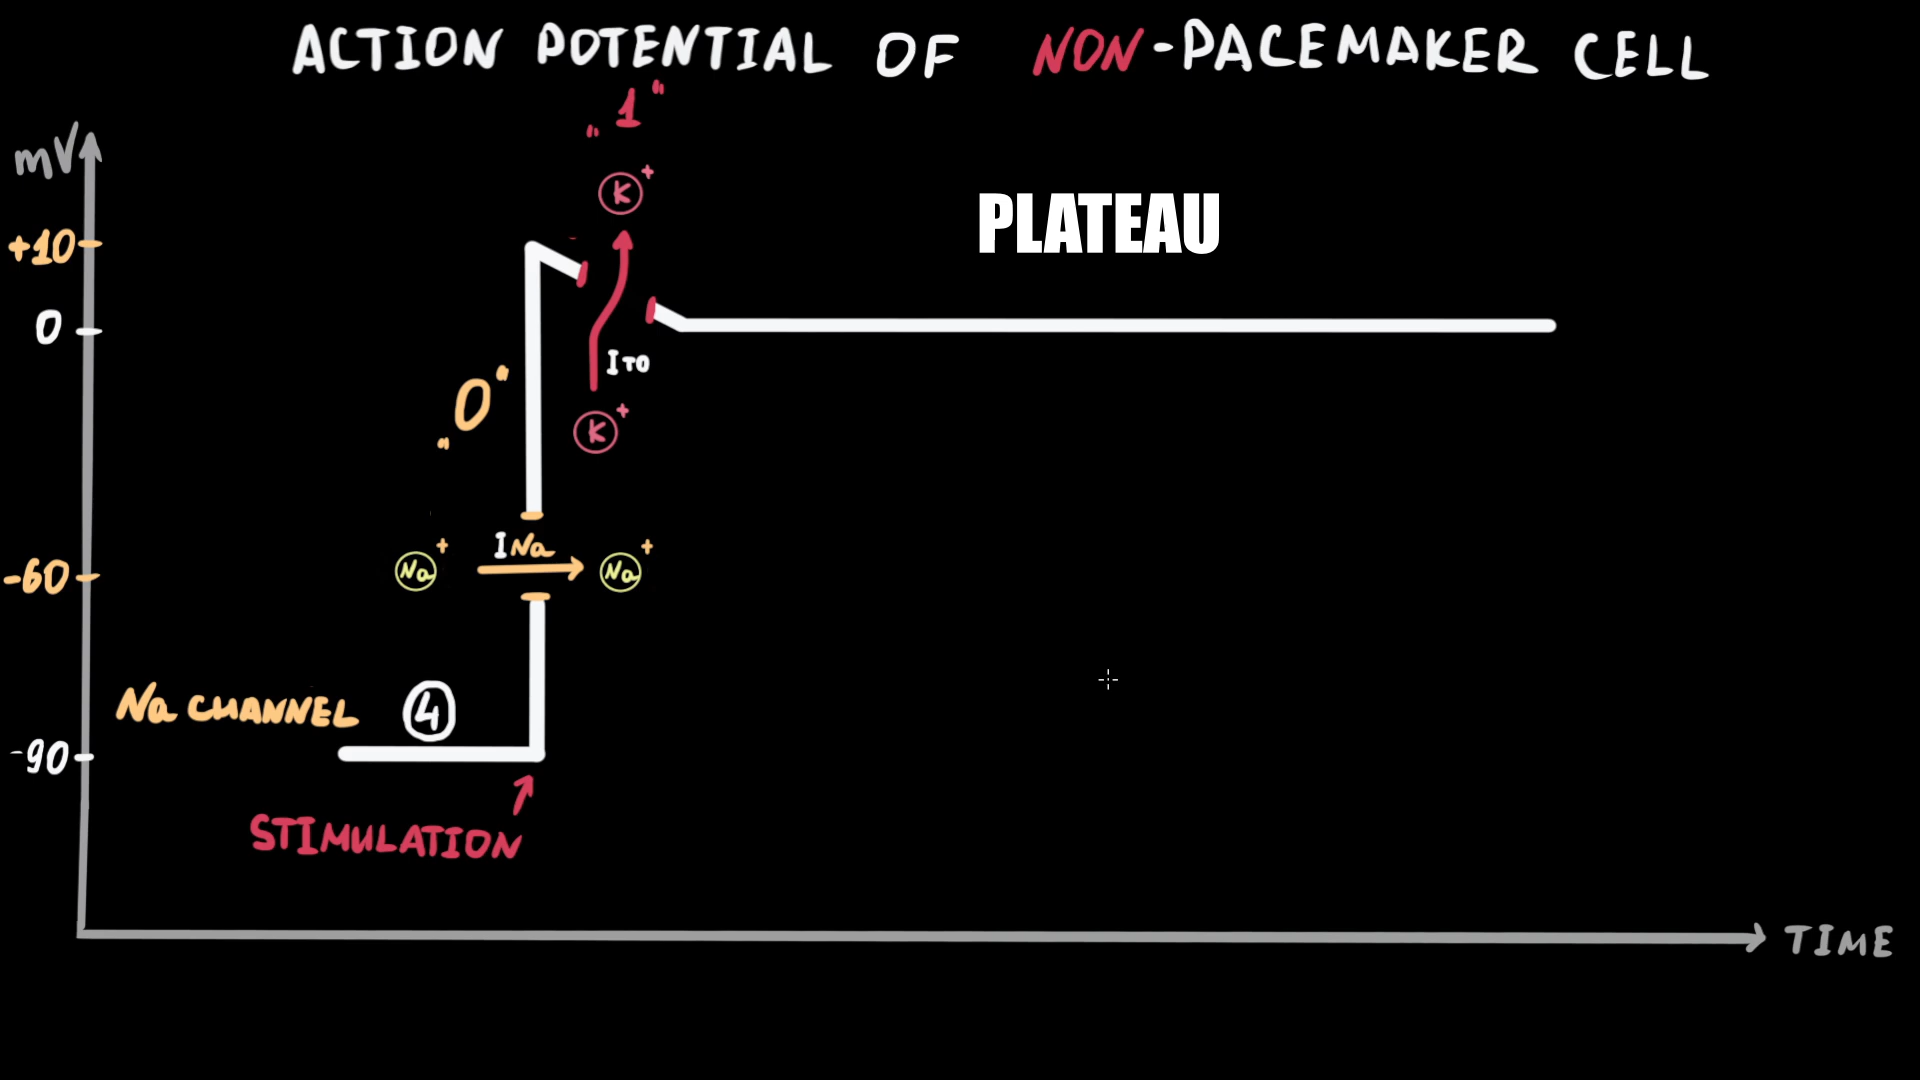 ACTION POTENTIAL OF NON-PACEMAKER CELL
„1"
mV
K+
PLATEAU
+10
0
ITO
„0"
K+
INa
Na+
Na+
-60
Na CHANNEL
4
-90
STIMULATION
TIME